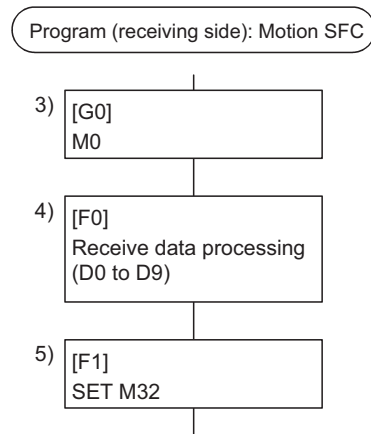 Program (receiving side): Motion SFC
3)
[G0]
M0
4)
[F0]
Receive data processing
(D0 to D9)
5)
[F1]
SET M32